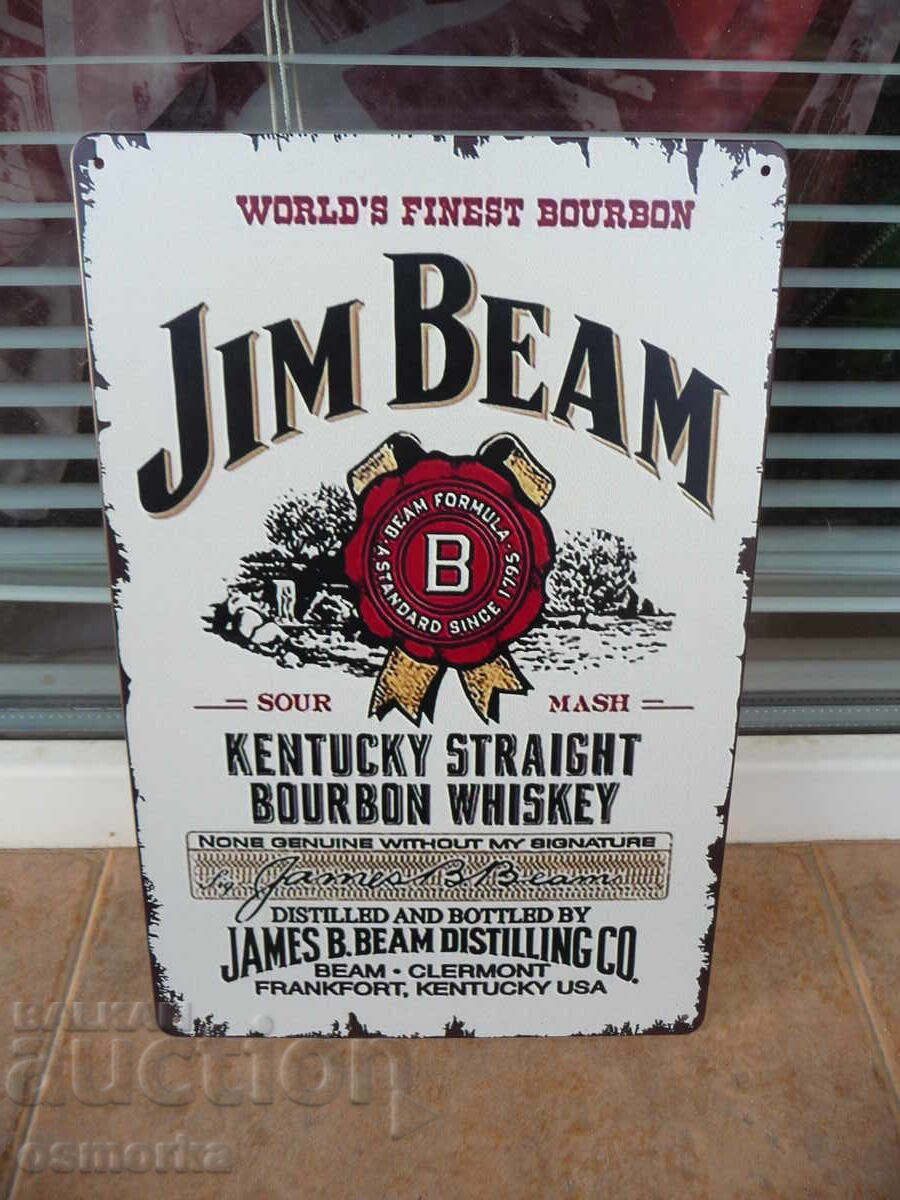 WORLD'S FINEST BOURBON
JIM BEAM
· BEAM FORMULA ·
B
A STANDARD SINCE 1795
SOUR MASH
KENTUCKY STRAIGHT
BOURBON WHISKEY
NONE GENUINE WITHOUT MY SIGNATURE
James B Beam
DISTILLED AND BOTTLED BY
JAMES B. BEAM DISTILLING CO.
BEAM · CLERMONT
FRANKFORT, KENTUCKY USA
BALKAN
auction
osmorka